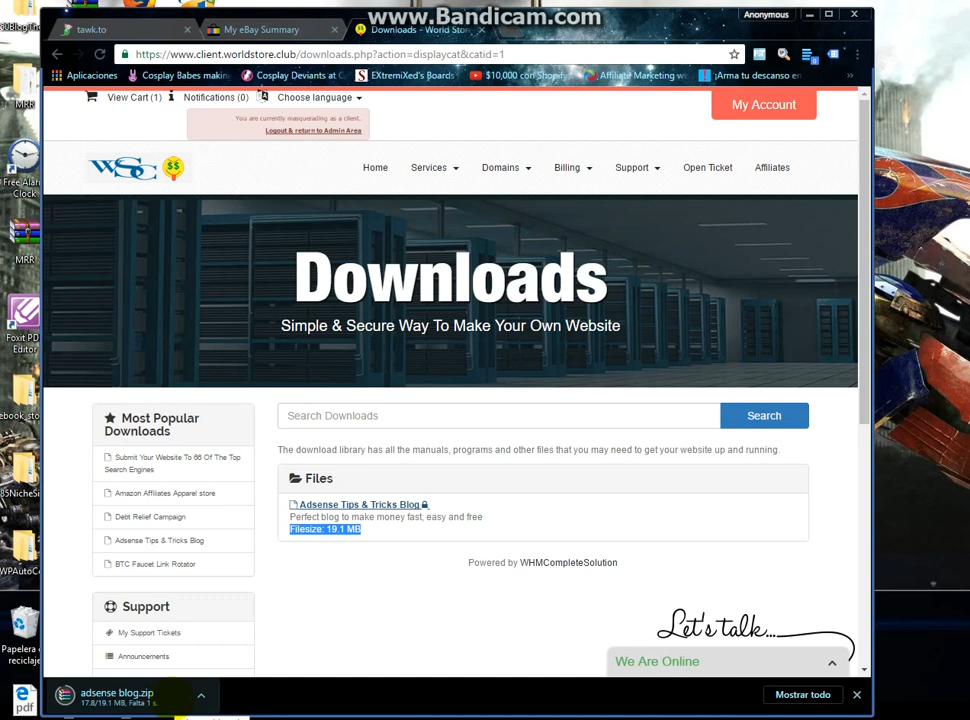 www.Bandicam.com
Anonymous
tawk.to
My eBay Summary
Downloads - World Stor
https://www.client.worldstore.club/downloads.php?action=displaycat&catid=1
Aplicaciones
Cosplay Babes makin
Cosplay Deviants at C
EXtremiXed's Boards
$10,000 con Shopify
Affiliate Marketing w
¡Arma tu descanso en
View Cart (1)
Notifications (0)
Choose language
My Account
You are currently masquerading as a client.
Logout & return to Admin Area
WSC $$
Home
Services
Domains
Billing
Support
Open Ticket
Affiliates
Downloads
Simple & Secure Way To Make Your Own Website
Most Popular
Downloads
Submit Your Website To 66 Of The Top
Search Engines
Amazon Affiliates Apparel store
Debt Relief Campaign
Adsense Tips & Tricks Blog
BTC Faucet Link Rotator
Support
My Support Tickets
Announcements
Search Downloads
Search
The download library has all the manuals, programs and other files that you may need to get your website up and running.
Files
Adsense Tips & Tricks Blog
Perfect blog to make money fast, easy and free
Filesize: 19.1 MB
Powered by WHMCompleteSolution
Let's talk...
We Are Online
adsense blog.zip
17.8/19.1 MB, Falta 1 s.
Mostrar todo
MRR
Free Alar
Clock
MRR
Foxit PD
Editor
ebook_sto
85NicheSi
WPAutoCo
Papelera
reciclaje
pdf